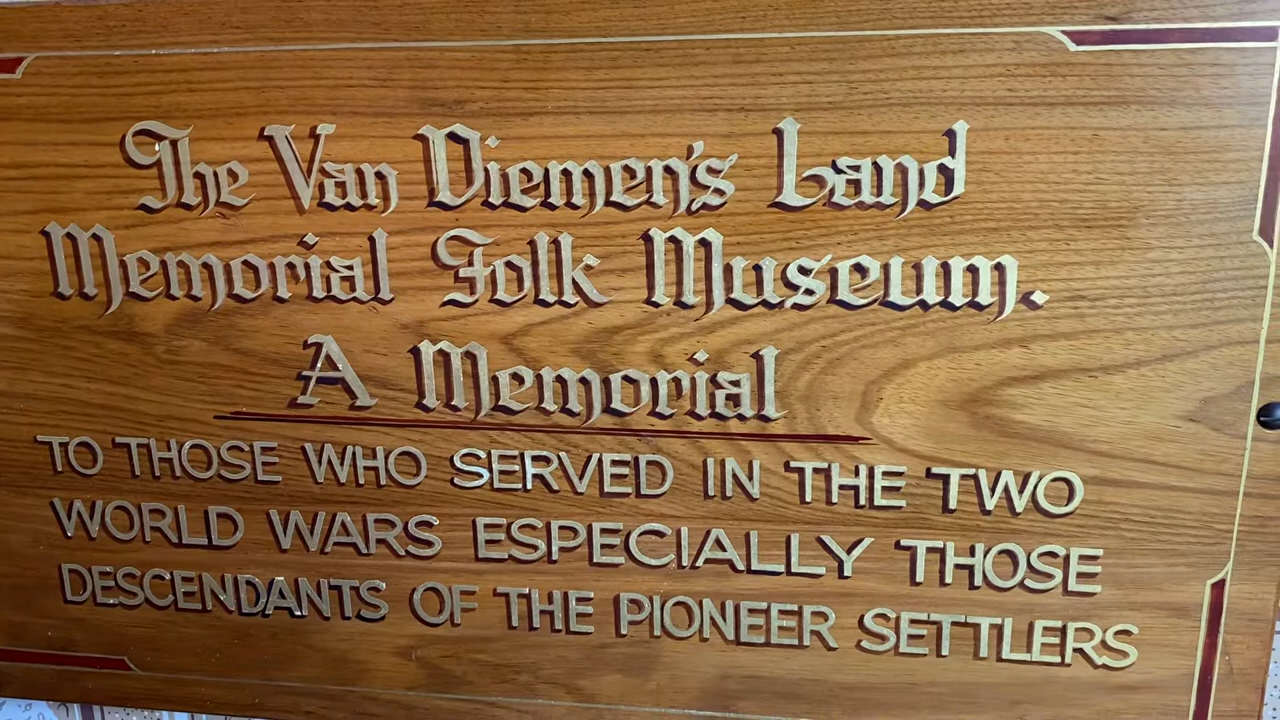 The Van Diemen's Land
Memorial Folk Museum.
A Memorial
TO THOSE WHO SERVED IN THE TWO
WORLD WARS ESPECIALLY THOSE
DESCENDANTS OF THE PIONEER SETTLERS